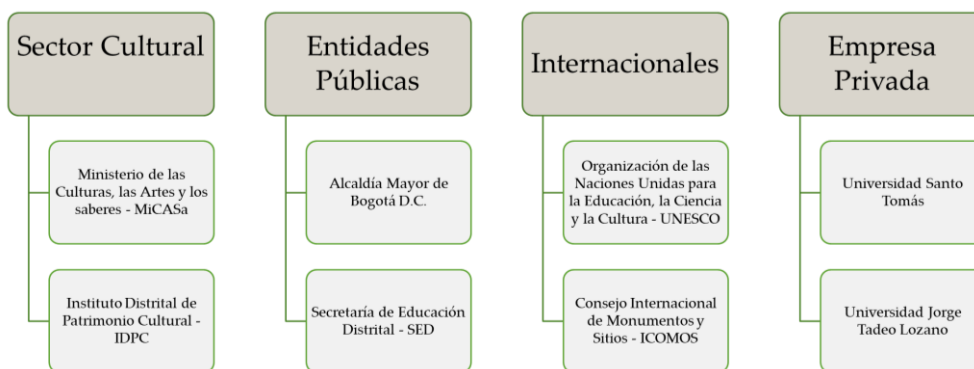 Sector Cultural
Ministerio de las
Culturas, las Artes y los
saberes - MiCASa
Instituto Distrital de
Patrimonio Cultural -
IDPC
Entidades
Públicas
Alcaldía Mayor de
Bogotá D.C.
Secretaría de Educación
Distrital - SED
Internacionales
Organización de las
Naciones Unidas para
la Educación, la Ciencia
y la Cultura - UNESCO
Consejo Internacional
de Monumentos y
Sitios - ICOMOS
Empresa
Privada
Universidad Santo
Tomás
Universidad Jorge
Tadeo Lozano